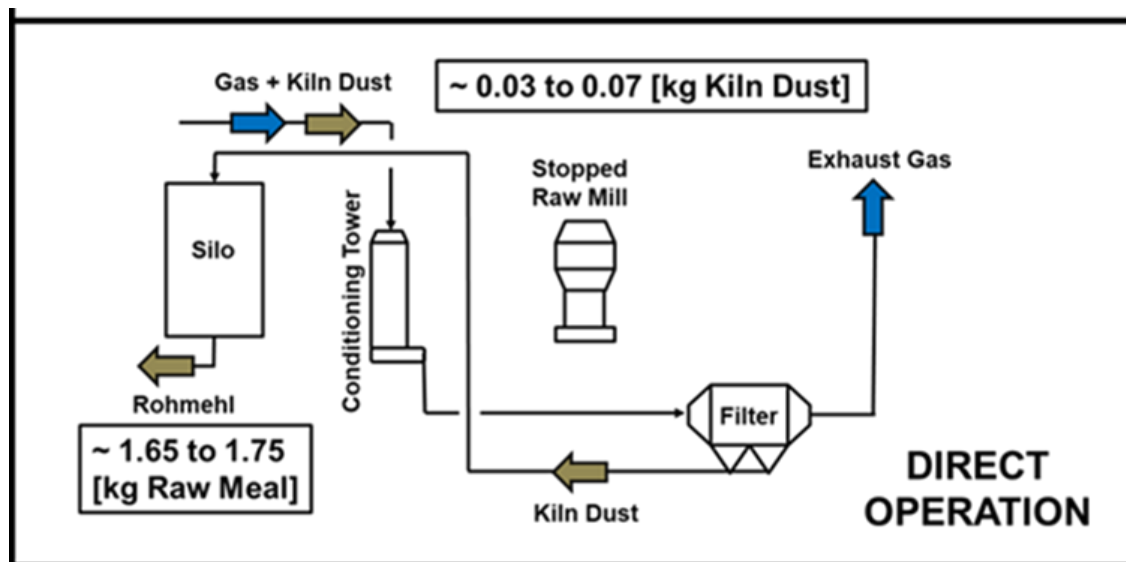 Gas + Kiln Dust
~ 0.03 to 0.07 [kg Kiln Dust]
Stopped
Raw Mill
Exhaust Gas
Silo
Conditioning Tower
Rohmehl
~ 1.65 to 1.75
[kg Raw Meal]
Filter
Kiln Dust
DIRECT
OPERATION